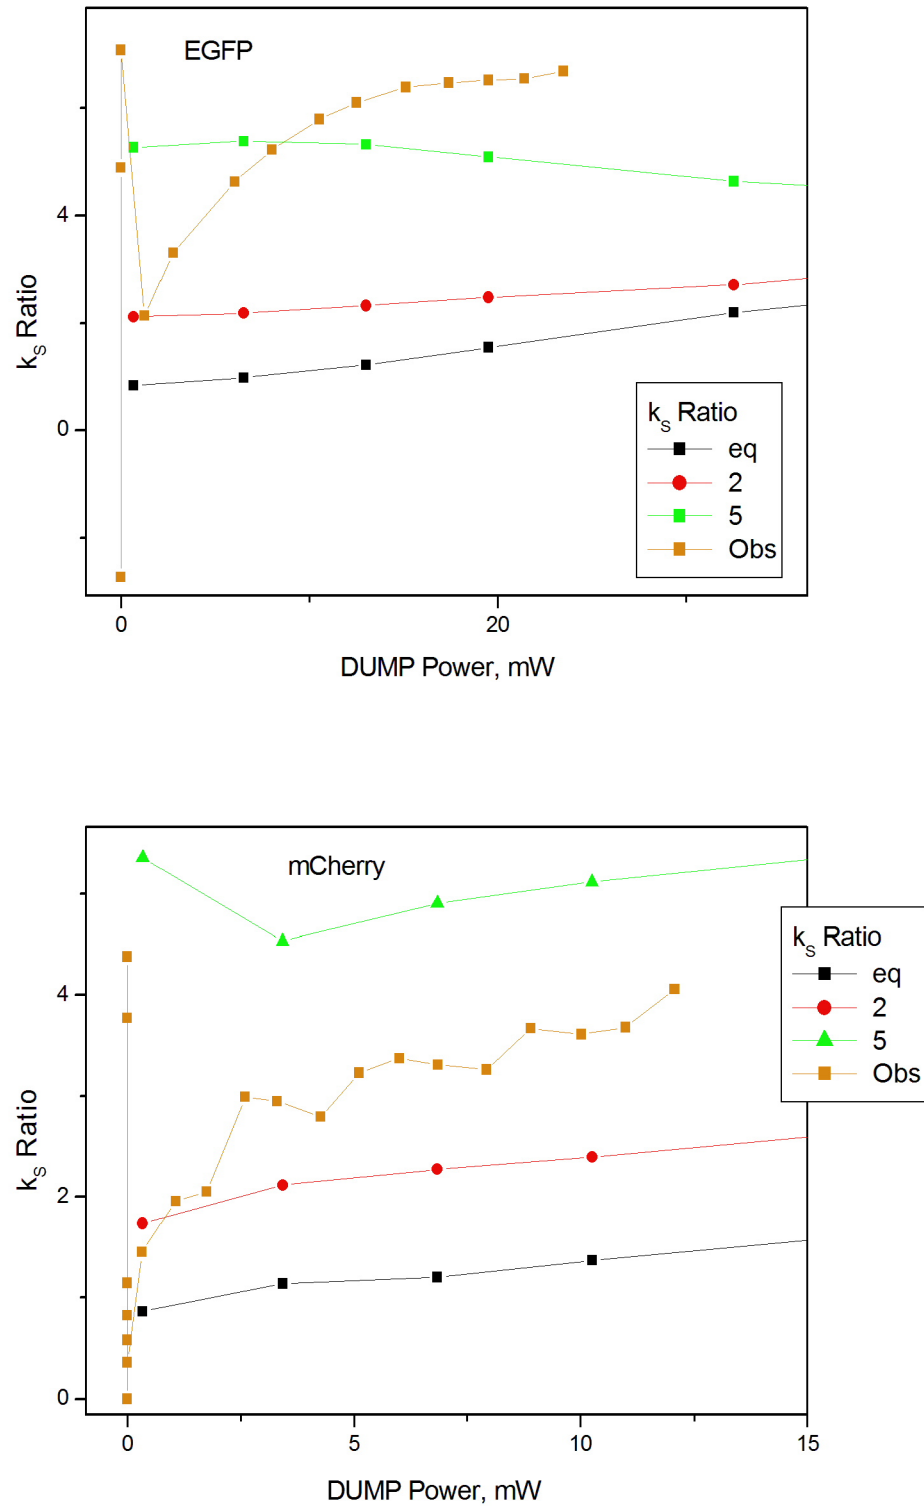 EGFP
4
0
k_S Ratio
k_S Ratio
eq
2
5
Obs
0
20
DUMP Power, mW
mCherry
4
2
0
k_S Ratio
k_S Ratio
eq
2
5
Obs
0
5
10
15
DUMP Power, mW